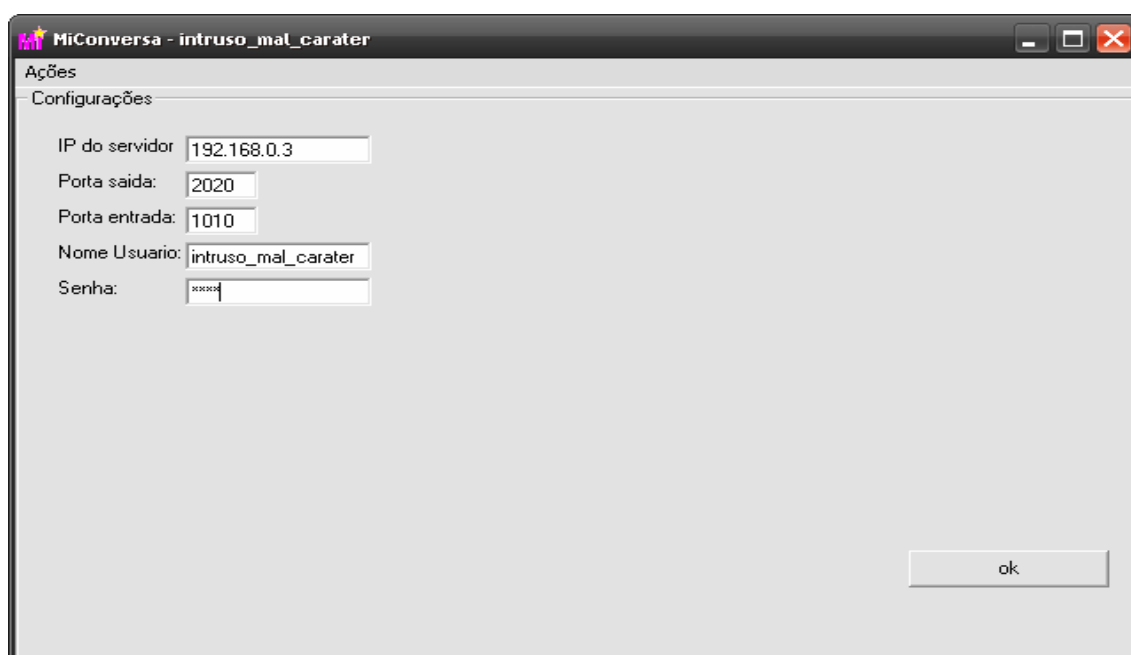 MiConversa - intruso_mal_carater
Ações
Configurações
IP do servidor 192.168.0.3
Porta saida: 2020
Porta entrada: 1010
Nome Usuario: intruso_mal_carater
Senha: ****
ok